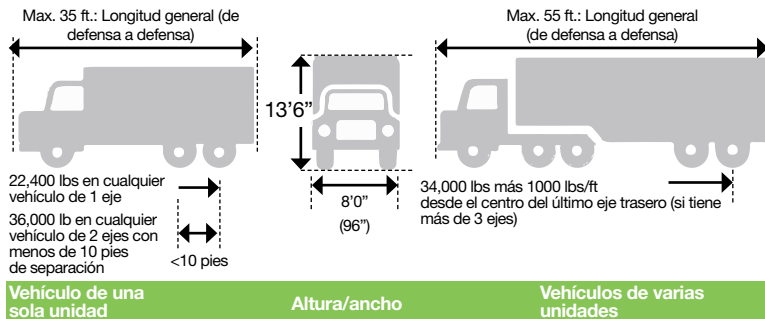 Max. 35 ft.: Longitud general (de
defensa a defensa)
13’6”
8’0”
(96”)
Max. 55 ft.: Longitud general
(de defensa a defensa)
22,400 lbs en cualquier
vehículo de 1 eje
36,000 lb en cualquier
vehículo de 2 ejes con
menos de 10 pies
de separación
<10 pies
34,000 lbs más 1000 lbs/ft
desde el centro del último eje trasero (si tiene
más de 3 ejes)
Vehículo de una
sola unidad
Altura/ancho
Vehículos de varias
unidades